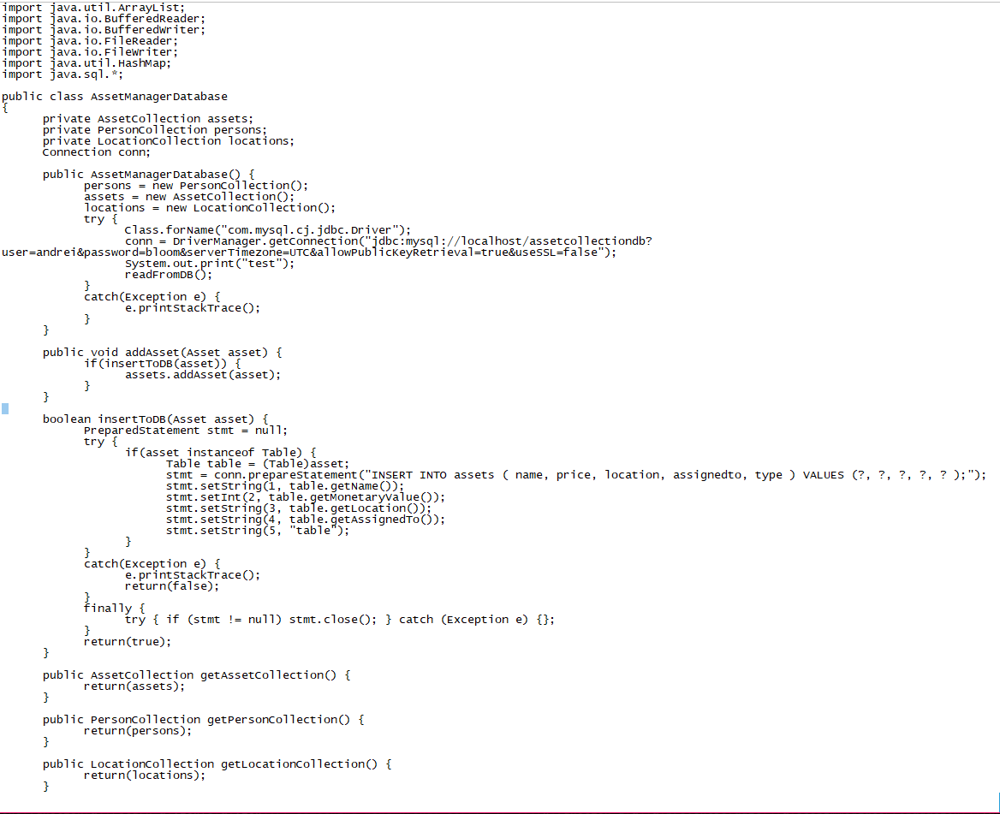 import java.util.ArrayList;
import java.io.BufferedReader;
import java.io.BufferedWriter;
import java.io.FileReader;
import java.io.FileWriter;
import java.util.HashMap;
import java.sql.*;

public class AssetManagerDatabase
{
      private AssetCollection assets;
      private PersonCollection persons;
      private LocationCollection locations;
      Connection conn;

      public AssetManagerDatabase() {
            persons = new PersonCollection();
            assets = new AssetCollection();
            locations = new LocationCollection();
            try {
                  Class.forName("com.mysql.cj.jdbc.Driver");
                  conn = DriverManager.getConnection("jdbc:mysql://localhost/assetcollectiondb?
user=andrei&password=bloom&serverTimezone=UTC&allowPublicKeyRetrieval=true&useSSL=false");
                  System.out.print("test");
                  readFromDB();
            }
            catch(Exception e) {
                  e.printStackTrace();
            }
      }

      public void addAsset(Asset asset) {
            if(insertToDB(asset)) {
                  assets.addAsset(asset);
            }
      }

      boolean insertToDB(Asset asset) {
            PreparedStatement stmt = null;
            try {
                  if(asset instanceof Table) {
                        Table table = (Table)asset;
                        stmt = conn.prepareStatement("INSERT INTO assets ( name, price, location, assignedto, type ) VALUES (?, ?, ?, ?, ? );");
                        stmt.setString(1, table.getName());
                        stmt.setInt(2, table.getMonetaryValue());
                        stmt.setString(3, table.getLocation());
                        stmt.setString(4, table.getAssignedTo());
                        stmt.setString(5, "table");
                  }
            }
            catch(Exception e) {
                  e.printStackTrace();
                  return(false);
            }
            finally {
                  try { if (stmt != null) stmt.close(); } catch (Exception e) {};
            }
            return(true);
      }

      public AssetCollection getAssetCollection() {
            return(assets);
      }

      public PersonCollection getPersonCollection() {
            return(persons);
      }

      public LocationCollection getLocationCollection() {
            return(locations);
      }